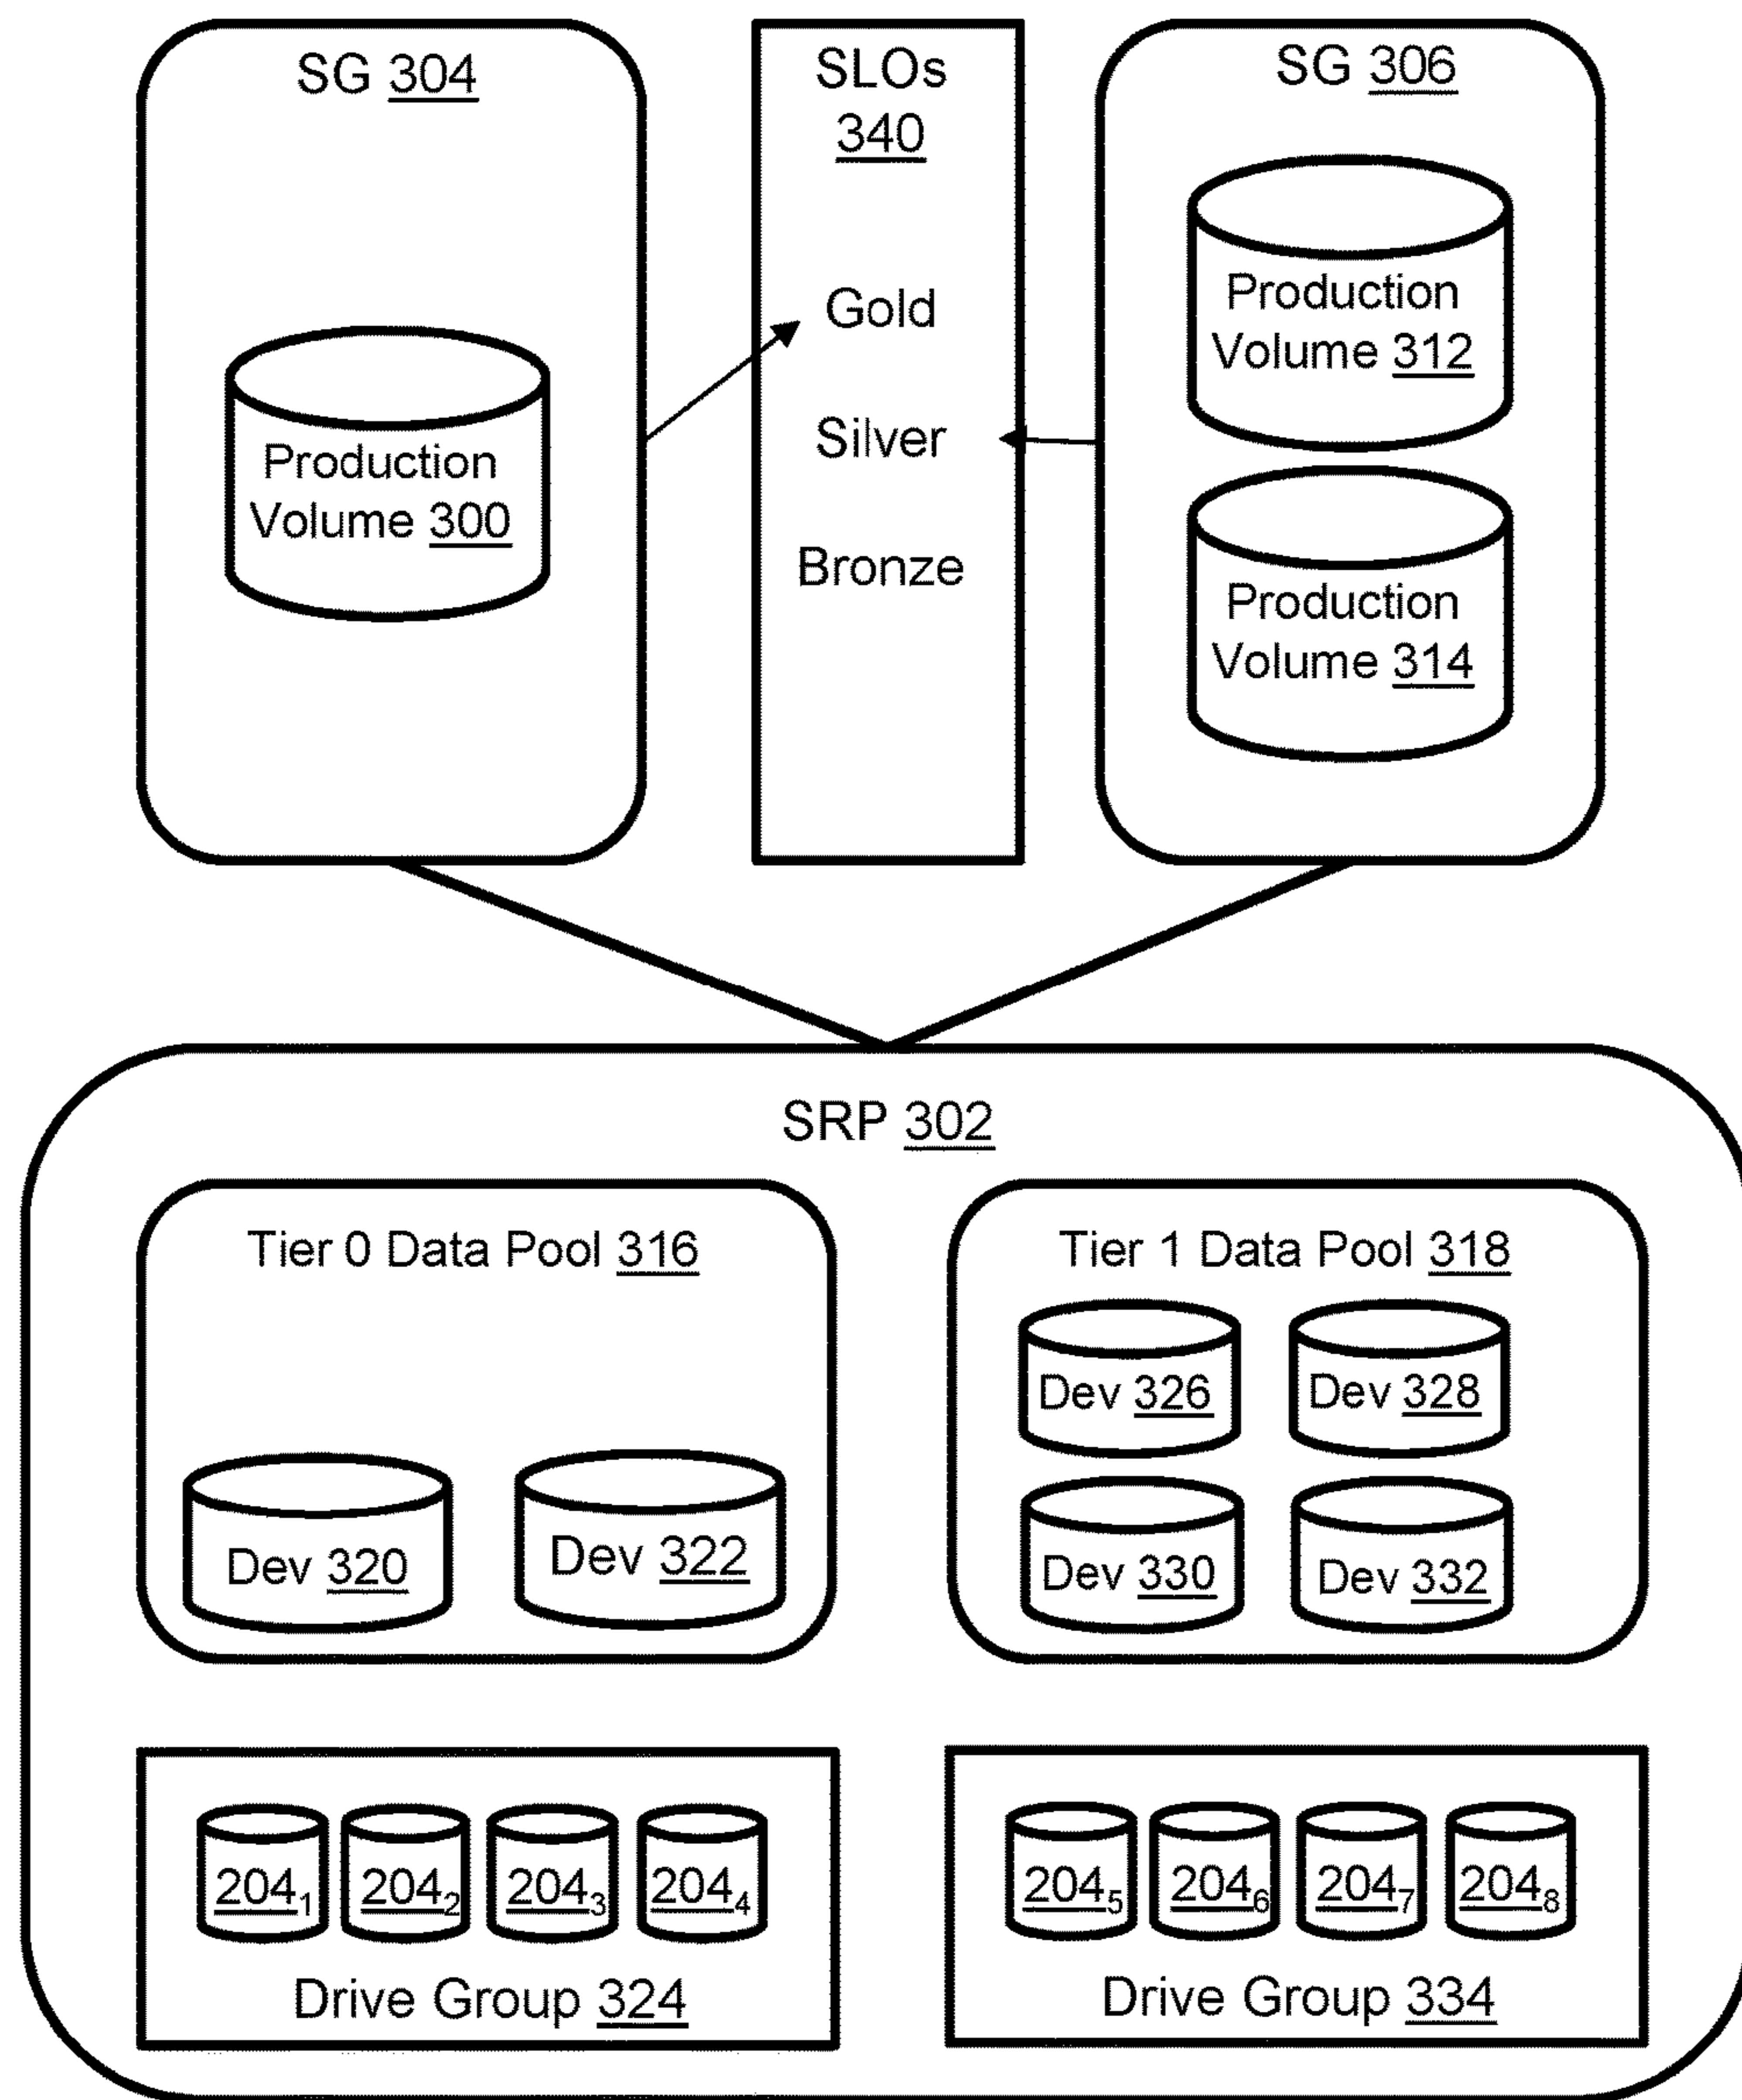 SG 304
Production
Volume 300
SLOs
340
Gold
Silver
Bronze
SG 306
Production
Volume 312
Production
Volume 314
SRP 302
Tier 0 Data Pool 316
Dev 320
Dev 322
Tier 1 Data Pool 318
Dev 326
Dev 328
Dev 330
Dev 332
204₁
204₂
204₃
204₄
Drive Group 324
204₅
204₆
204₇
204₈
Drive Group 334